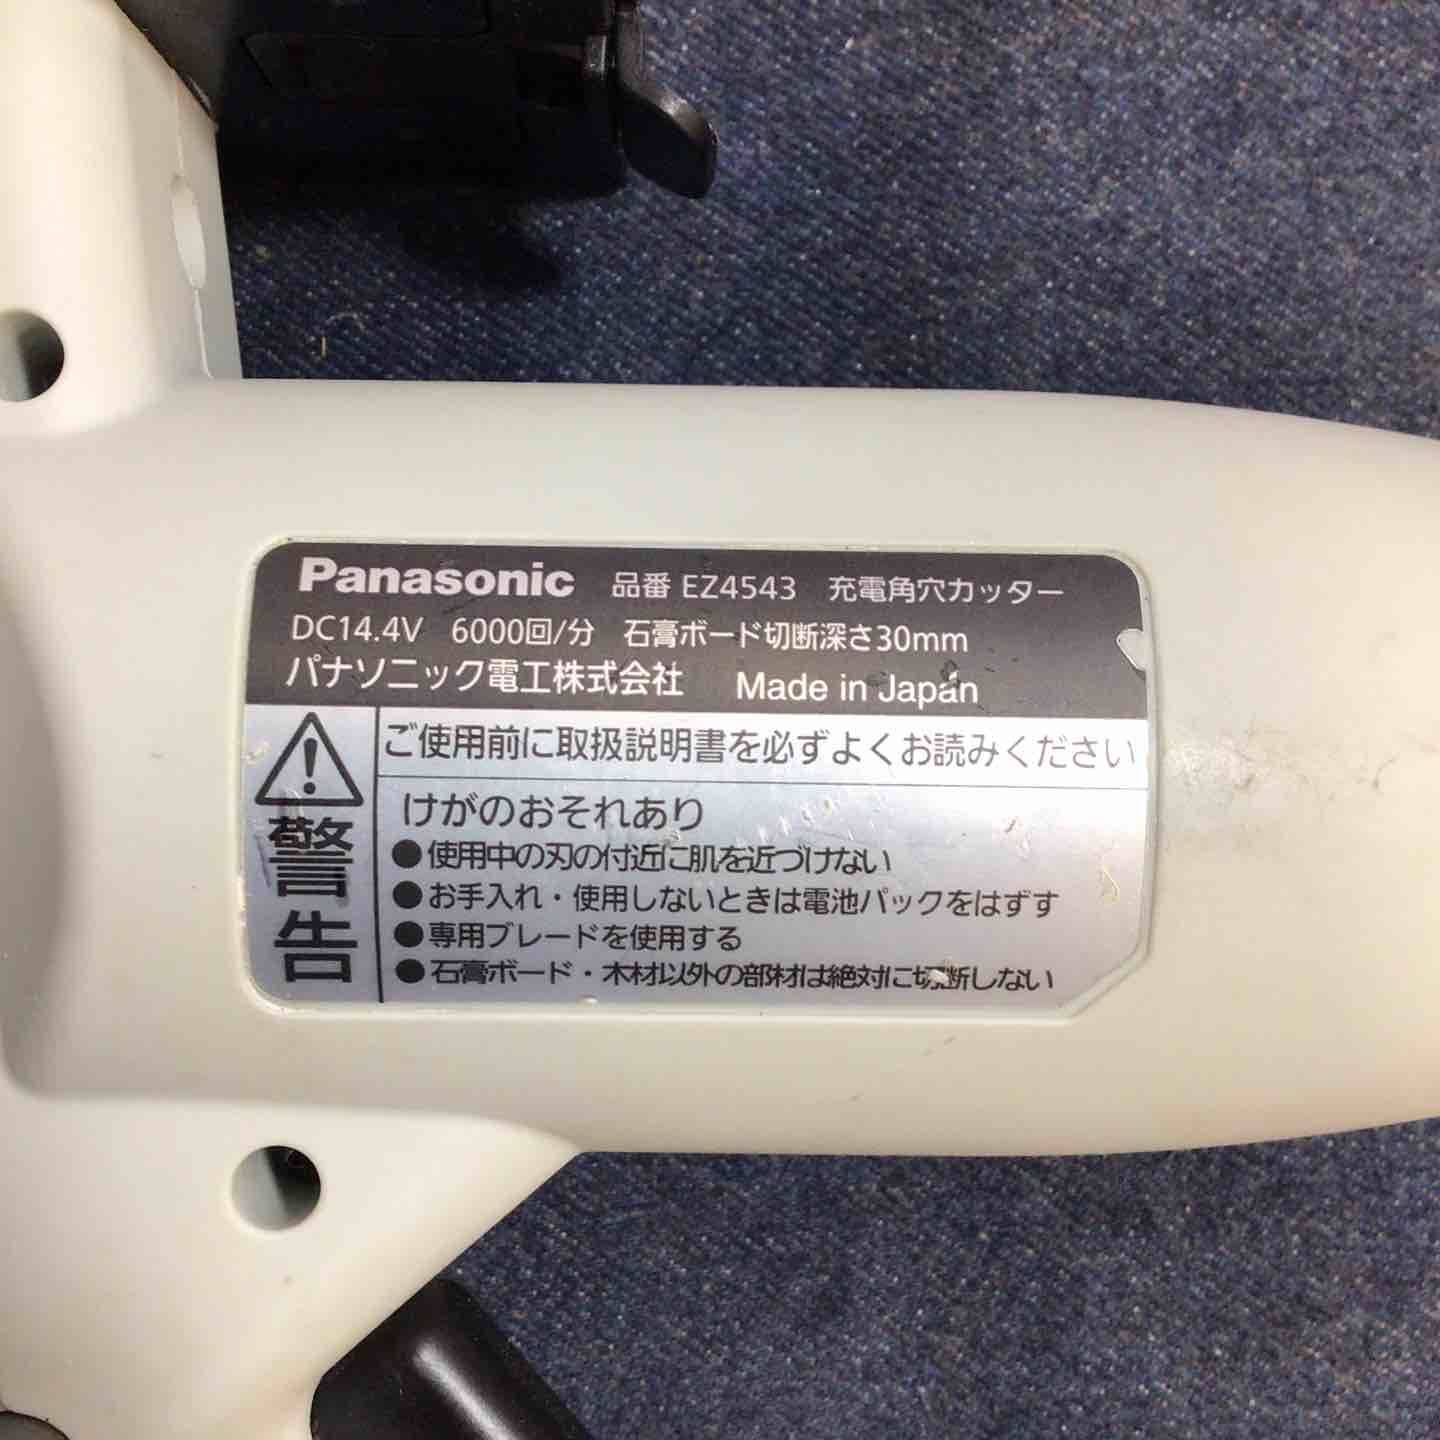 Panasonic 品番 EZ4543 充電角穴カッター
DC14.4V 6000回/分 石膏ボード切断深さ30mm
パナソニック電工株式会社 Made in Japan
警告
ご使用前に取扱説明書を必ずよくお読みください
けがのおそれあり
●使用中の刃の付近に肌を近づけない
●お手入れ・使用しないときは電池パックをはずす
●専用ブレードを使用する
●石膏ボード・木材以外の部材は絶対に切断しない